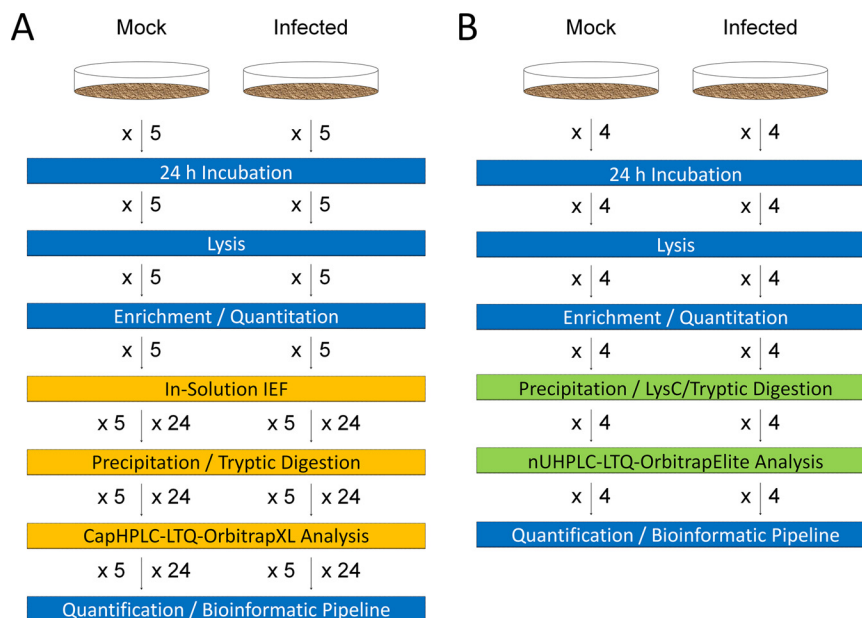 A
Mock Infected
x 5 x 5
24 h Incubation
x 5 x 5
Lysis
x 5 x 5
Enrichment / Quantitation
x 5 x 5
In-Solution IEF
x 5 x 24 x 5 x 24
Precipitation / Tryptic Digestion
x 5 x 24 x 5 x 24
CapHPLC-LTQ-OrbitrapXL Analysis
x 5 x 24 x 5 x 24
Quantification / Bioinformatic Pipeline
B
Mock Infected
x 4 x 4
24 h Incubation
x 4 x 4
Lysis
x 4 x 4
Enrichment / Quantitation
x 4 x 4
Precipitation / LysC/Tryptic Digestion
x 4 x 4
nUHPLC-LTQ-OrbitrapElite Analysis
x 4 x 4
Quantification / Bioinformatic Pipeline